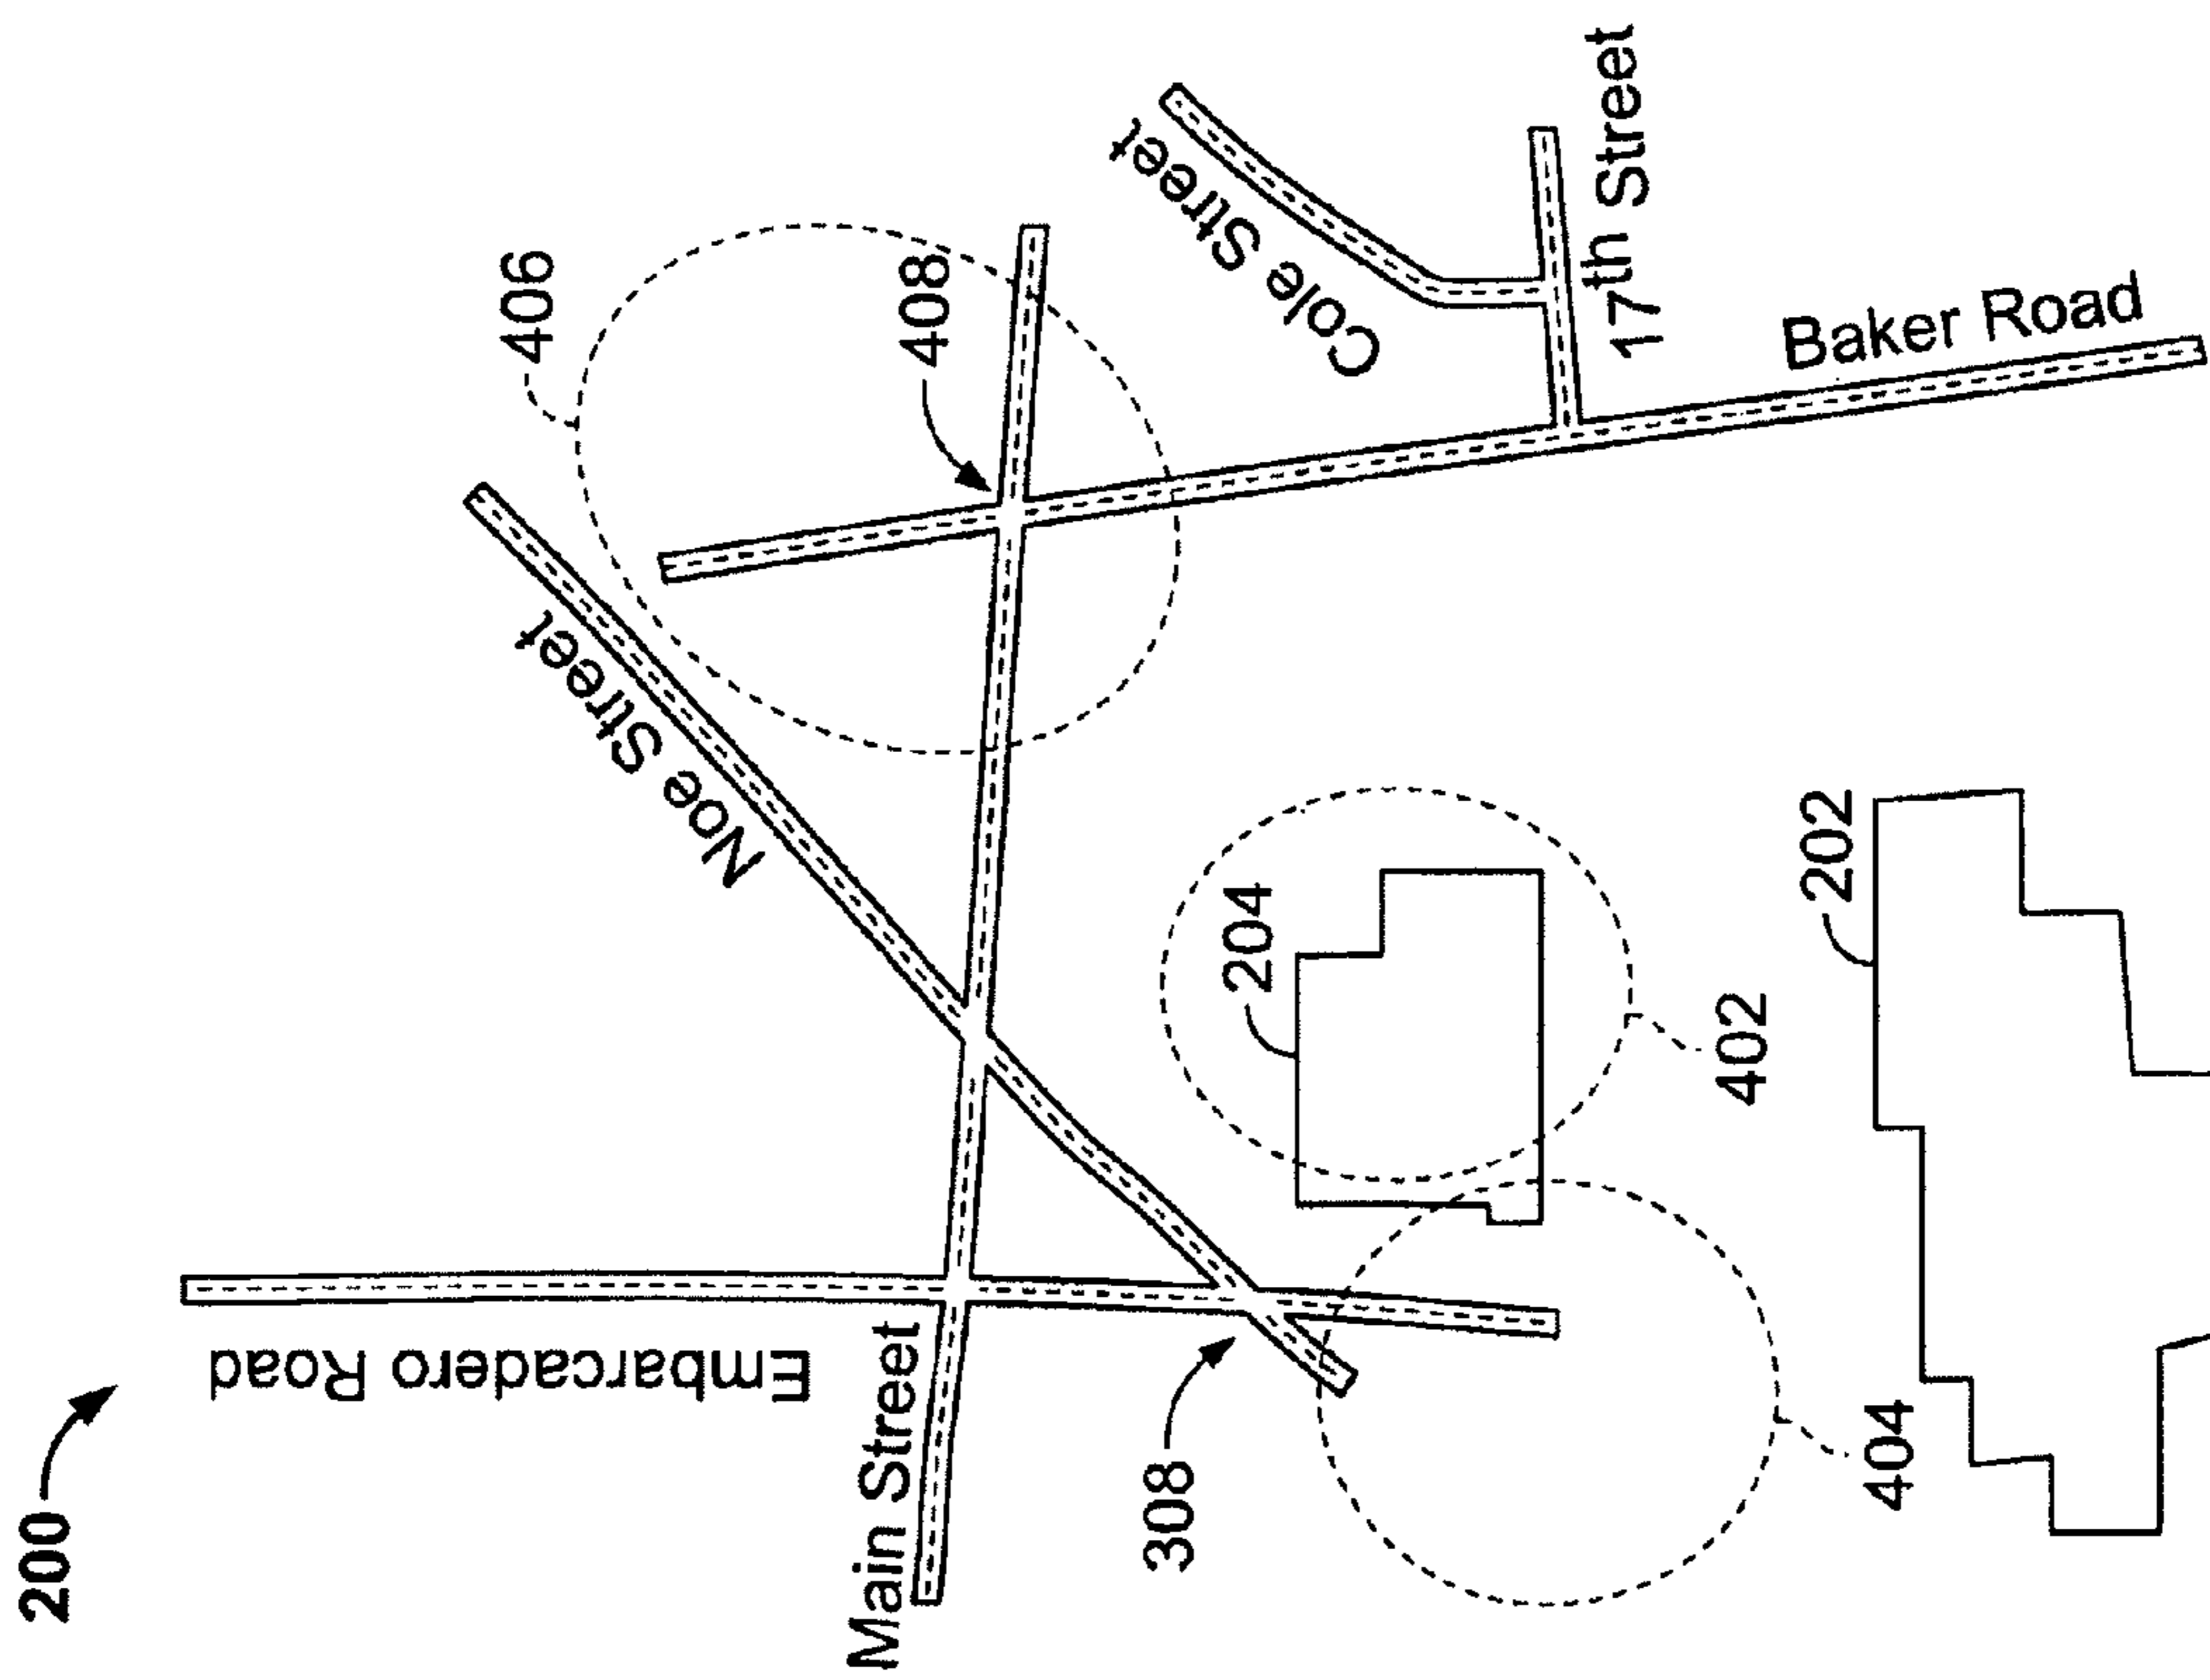 200
Embarcadero Road
Main Street
Noe Street
406
408
Cole Street
17th Street
Baker Road
308
204
402
202
404